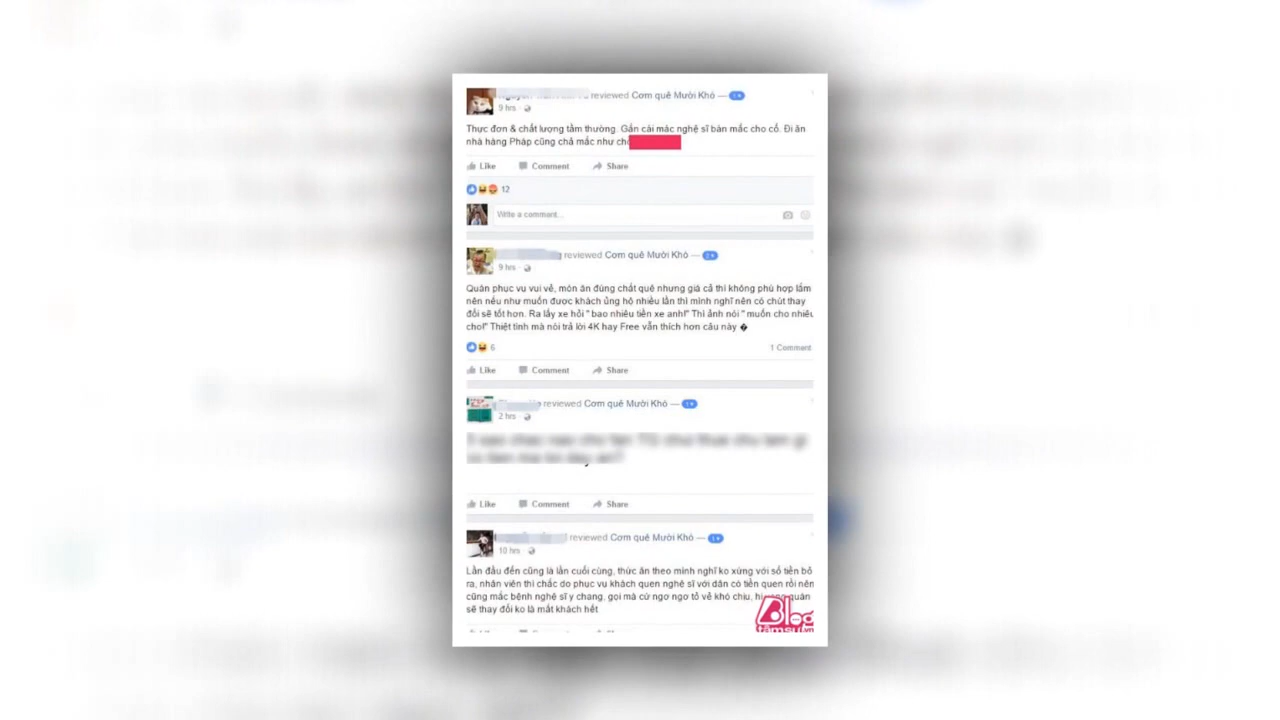 reviewed Cơm quê Mười Khó — 1★
9 hrs ·
Thực đơn & chất lượng tầm thường. Gắn cái mác nghệ sĩ bán mắc cho cố. Đi ăn
nhà hàng Pháp cũng chả mắc như
Like Comment Share
12
Write a comment...
reviewed Cơm quê Mười Khó — 2★
9 hrs ·
Quán phục vụ vui vẻ, món ăn đúng chất quê nhưng giá cả thì không phù hợp lắm
nên nếu như muốn được khách ủng hộ nhiều lần thì mình nghĩ nên có chút thay
đổi sẽ tốt hơn. Ra lấy xe hỏi " bao nhiêu tiền xe anh!" Thì ảnh nói " muốn cho nhiêu
cho!" Thiệt tình mà nói trả lời 4K hay Free vẫn thích hơn câu này �
6 1 Comment
Like Comment Share
reviewed Cơm quê Mười Khó — 1★
2 hrs ·
Like Comment Share
reviewed Cơm quê Mười Khó — 1★
10 hrs ·
Lần đầu đến cũng là lần cuối cùng, thức ăn theo mình nghĩ ko xứng với số tiền bỏ
ra, nhân viên thì chắc do phục vụ khách quen nghệ sĩ với dân có tiền quen rồi nên
cũng mắc bệnh nghệ sĩ y chang, gọi mà cứ ngơ ngơ tỏ vẻ khó chịu, quán
sẽ thay đổi ko là mất khách hết
Blog
tamsu.vn